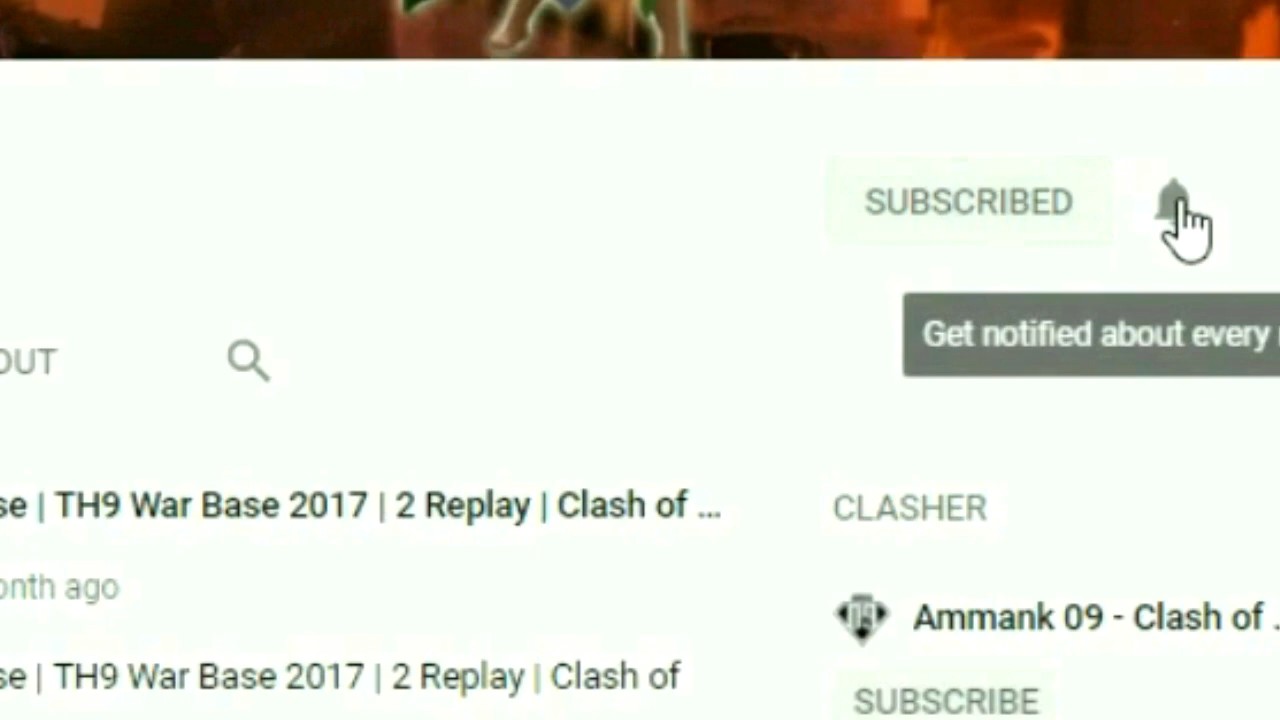 SUBSCRIBED
Get notified about every
OUT
se | TH9 War Base 2017 | 2 Replay | Clash of ...
CLASHER
onth ago
09
Ammank 09 - Clash of .
se | TH9 War Base 2017 | 2 Replay | Clash of
SUBSCRIBE